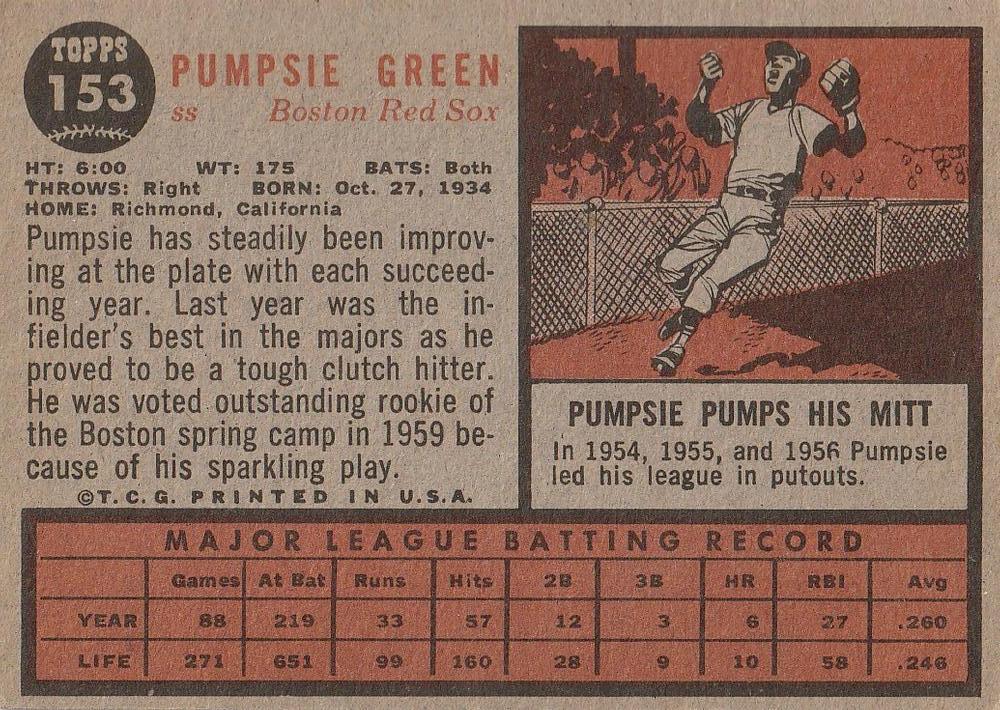 TOPPS
153
PUMPSIE GREEN
ss Boston Red Sox
HT: 6:00 WT: 175 BATS: Both
THROWS: Right BORN: Oct. 27, 1934
HOME: Richmond, California
Pumpsie has steadily been improv-
ing at the plate with each succeed-
ing year. Last year was the in-
fielder's best in the majors as he
proved to be a tough clutch hitter.
He was voted outstanding rookie of
the Boston spring camp in 1959 be-
cause of his sparkling play.
©T.C.G. PRINTED IN U.S.A.
PUMPSIE PUMPS HIS MITT
In 1954, 1955, and 1956 Pumpsie
led his league in putouts.
MAJOR LEAGUE BATTING RECORD
Games At Bat Runs Hits 2B 3B HR RBI Avg
YEAR 88 219 33 57 12 3 6 27 .260
LIFE 271 651 99 160 28 9 10 58 .246